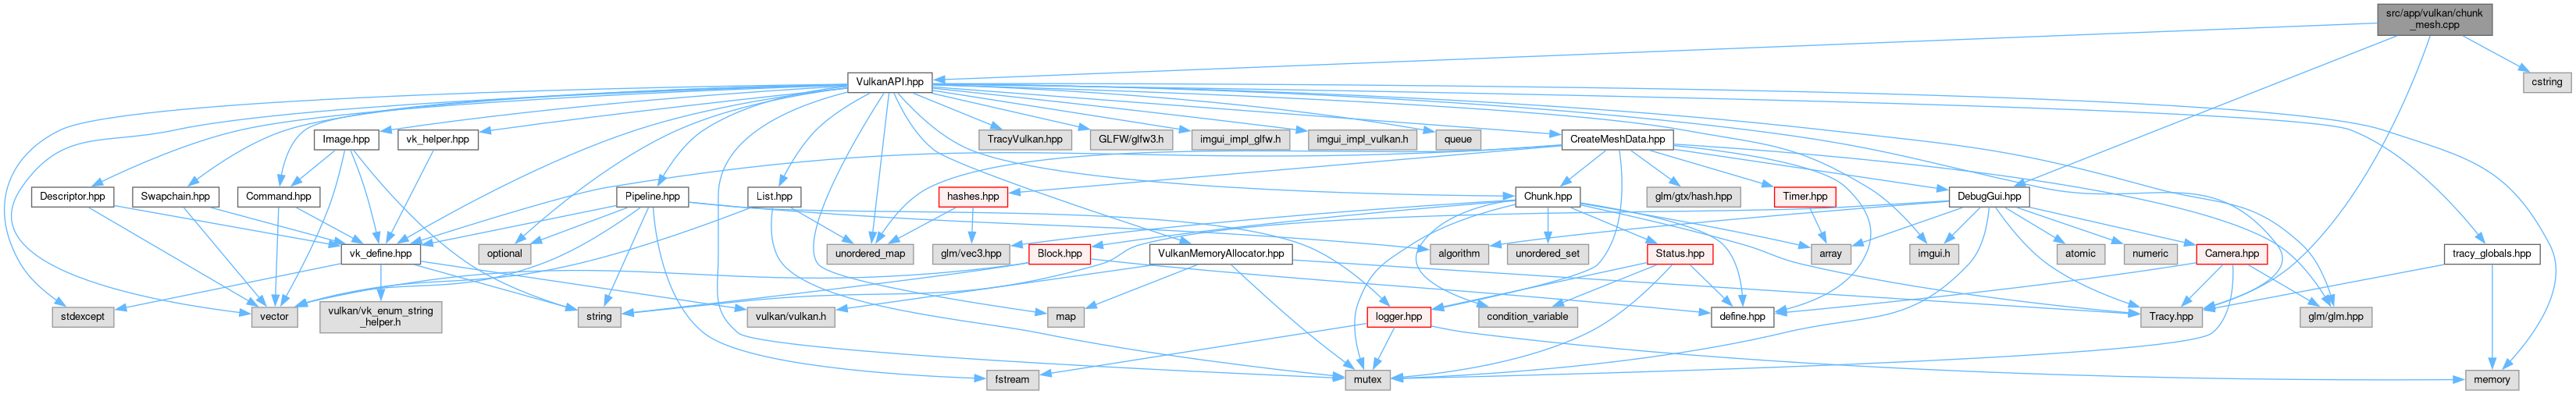 src/app/vulkan/chunk
_mesh.cpp
VulkanAPI.hpp
cstring
Image.hpp
vk_helper.hpp
TracyVulkan.hpp
GLFW/glfw3.h
imgui_impl_glfw.h
imgui_impl_vulkan.h
queue
CreateMeshData.hpp
Descriptor.hpp
Swapchain.hpp
Command.hpp
Pipeline.hpp
List.hpp
hashes.hpp
Chunk.hpp
glm/gtx/hash.hpp
Timer.hpp
DebugGui.hpp
vk_define.hpp
optional
unordered_map
glm/vec3.hpp
Block.hpp
VulkanMemoryAllocator.hpp
algorithm
unordered_set
Status.hpp
array
imgui.h
atomic
numeric
Camera.hpp
tracy_globals.hpp
stdexcept
vector
vulkan/vk_enum_string
_helper.h
string
vulkan/vulkan.h
map
logger.hpp
condition_variable
define.hpp
Tracy.hpp
glm/glm.hpp
fstream
mutex
memory